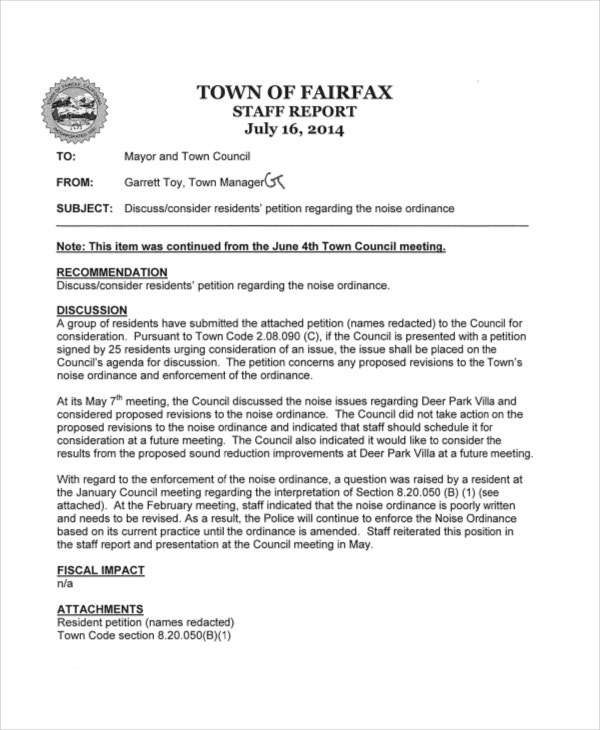 TOWN OF FAIRFAX
STAFF REPORT
July 16, 2014
TO: Mayor and Town Council
FROM: Garrett Toy, Town Manager GT
SUBJECT: Discuss/consider residents' petition regarding the noise ordinance
Note: This item was continued from the June 4th Town Council meeting.
RECOMMENDATION
Discuss/consider residents' petition regarding the noise ordinance.
DISCUSSION
A group of residents have submitted the attached petition (names redacted) to the Council for
consideration. Pursuant to Town Code 2.08.090 (C), if the Council is presented with a petition
signed by 25 residents urging consideration of an issue, the issue shall be placed on the
Council's agenda for discussion. The petition concerns any proposed revisions to the Town's
noise ordinance and enforcement of the ordinance.
At its May 7th meeting, the Council discussed the noise issues regarding Deer Park Villa and
considered proposed revisions to the noise ordinance. The Council did not take action on the
proposed revisions to the noise ordinance and indicated that staff should schedule it for
consideration at a future meeting. The Council also indicated it would like to consider the
results from the proposed sound reduction improvements at Deer Park Villa at a future meeting.
With regard to the enforcement of the noise ordinance, a question was raised by a resident at
the January Council meeting regarding the interpretation of Section 8.20.050 (B) (1) (see
attached). At the February meeting, staff indicated that the noise ordinance is poorly written
and needs to be revised. As a result, the Police will continue to enforce the Noise Ordinance
based on its current practice until the ordinance is amended. Staff reiterated this position in
the staff report and presentation at the Council meeting in May.
FISCAL IMPACT
n/a
ATTACHMENTS
Resident petition (names redacted)
Town Code section 8.20.050(B)(1)